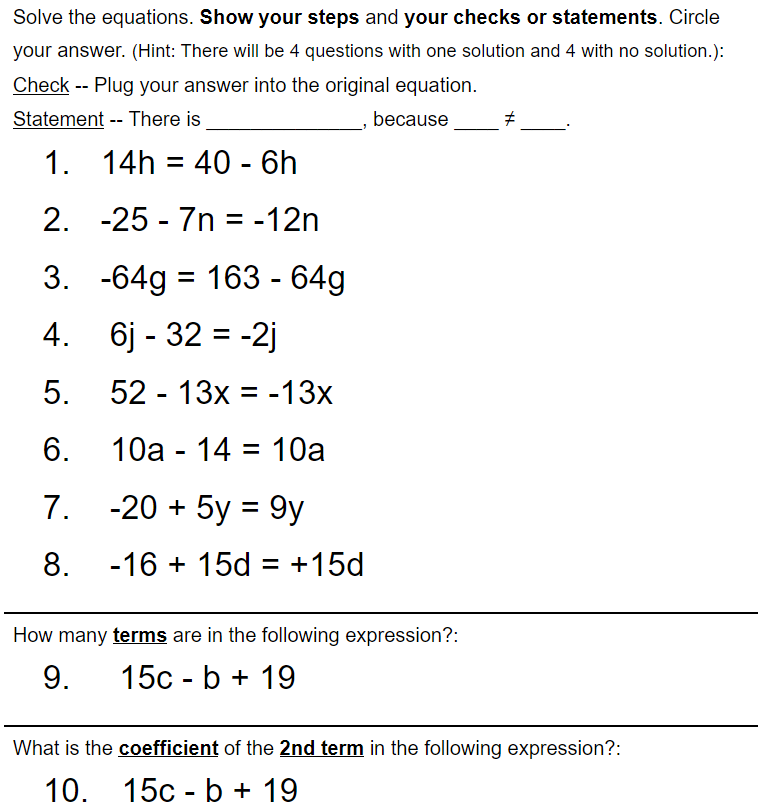 Solve the equations. Show your steps and your checks or statements. Circle
your answer. (Hint: There will be 4 questions with one solution and 4 with no solution.):
Check -- Plug your answer into the original equation.
Statement -- There is ______________, because ____ ≠ ____.
1. 14h = 40 - 6h
2. -25 - 7n = -12n
3. -64g = 163 - 64g
4. 6j - 32 = -2j
5. 52 - 13x = -13x
6. 10a - 14 = 10a
7. -20 + 5y = 9y
8. -16 + 15d = +15d
How many terms are in the following expression?:
9. 15c - b + 19
What is the coefficient of the 2nd term in the following expression?:
10. 15c - b + 19